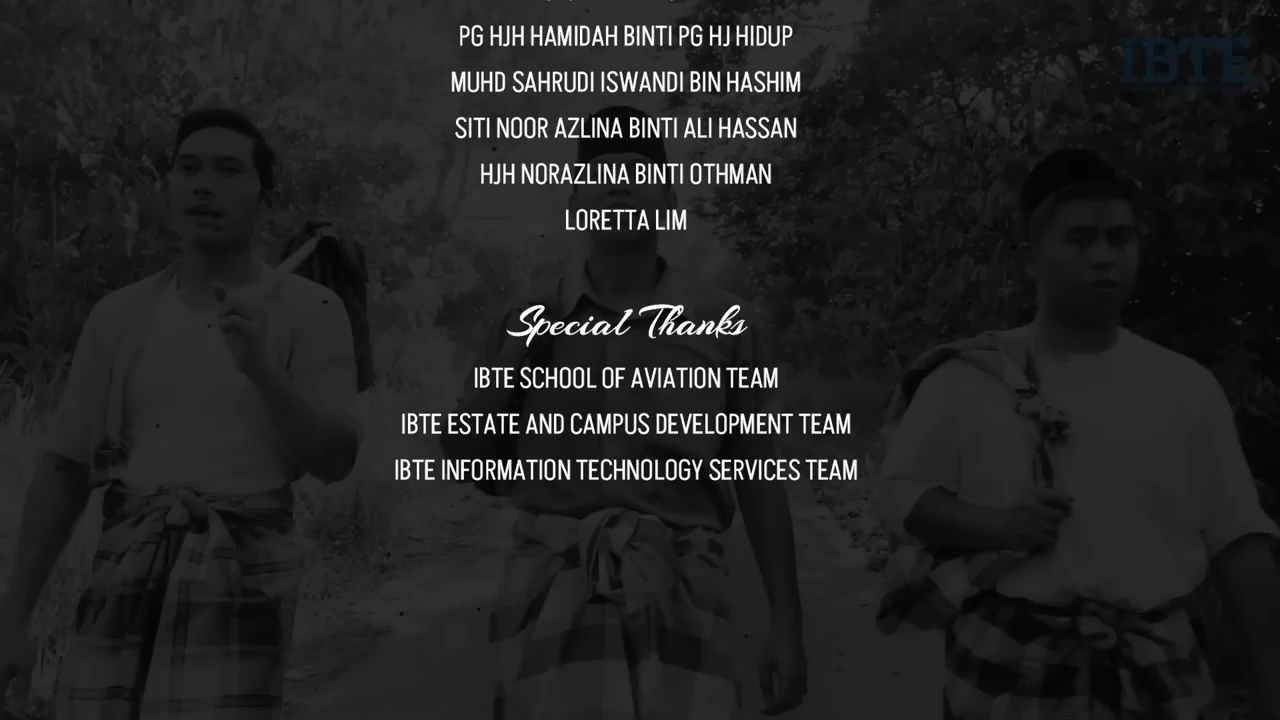 PG HJH HAMIDAH BINTI PG HJ HIDUP
IBTE
MUHD SAHRUDI ISWANDI BIN HASHIM
SITI NOOR AZLINA BINTI ALI HASSAN
HJH NORAZLINA BINTI OTHMAN
LORETTA LIM
Special Thanks
IBTE SCHOOL OF AVIATION TEAM
IBTE ESTATE AND CAMPUS DEVELOPMENT TEAM
IBTE INFORMATION TECHNOLOGY SERVICES TEAM